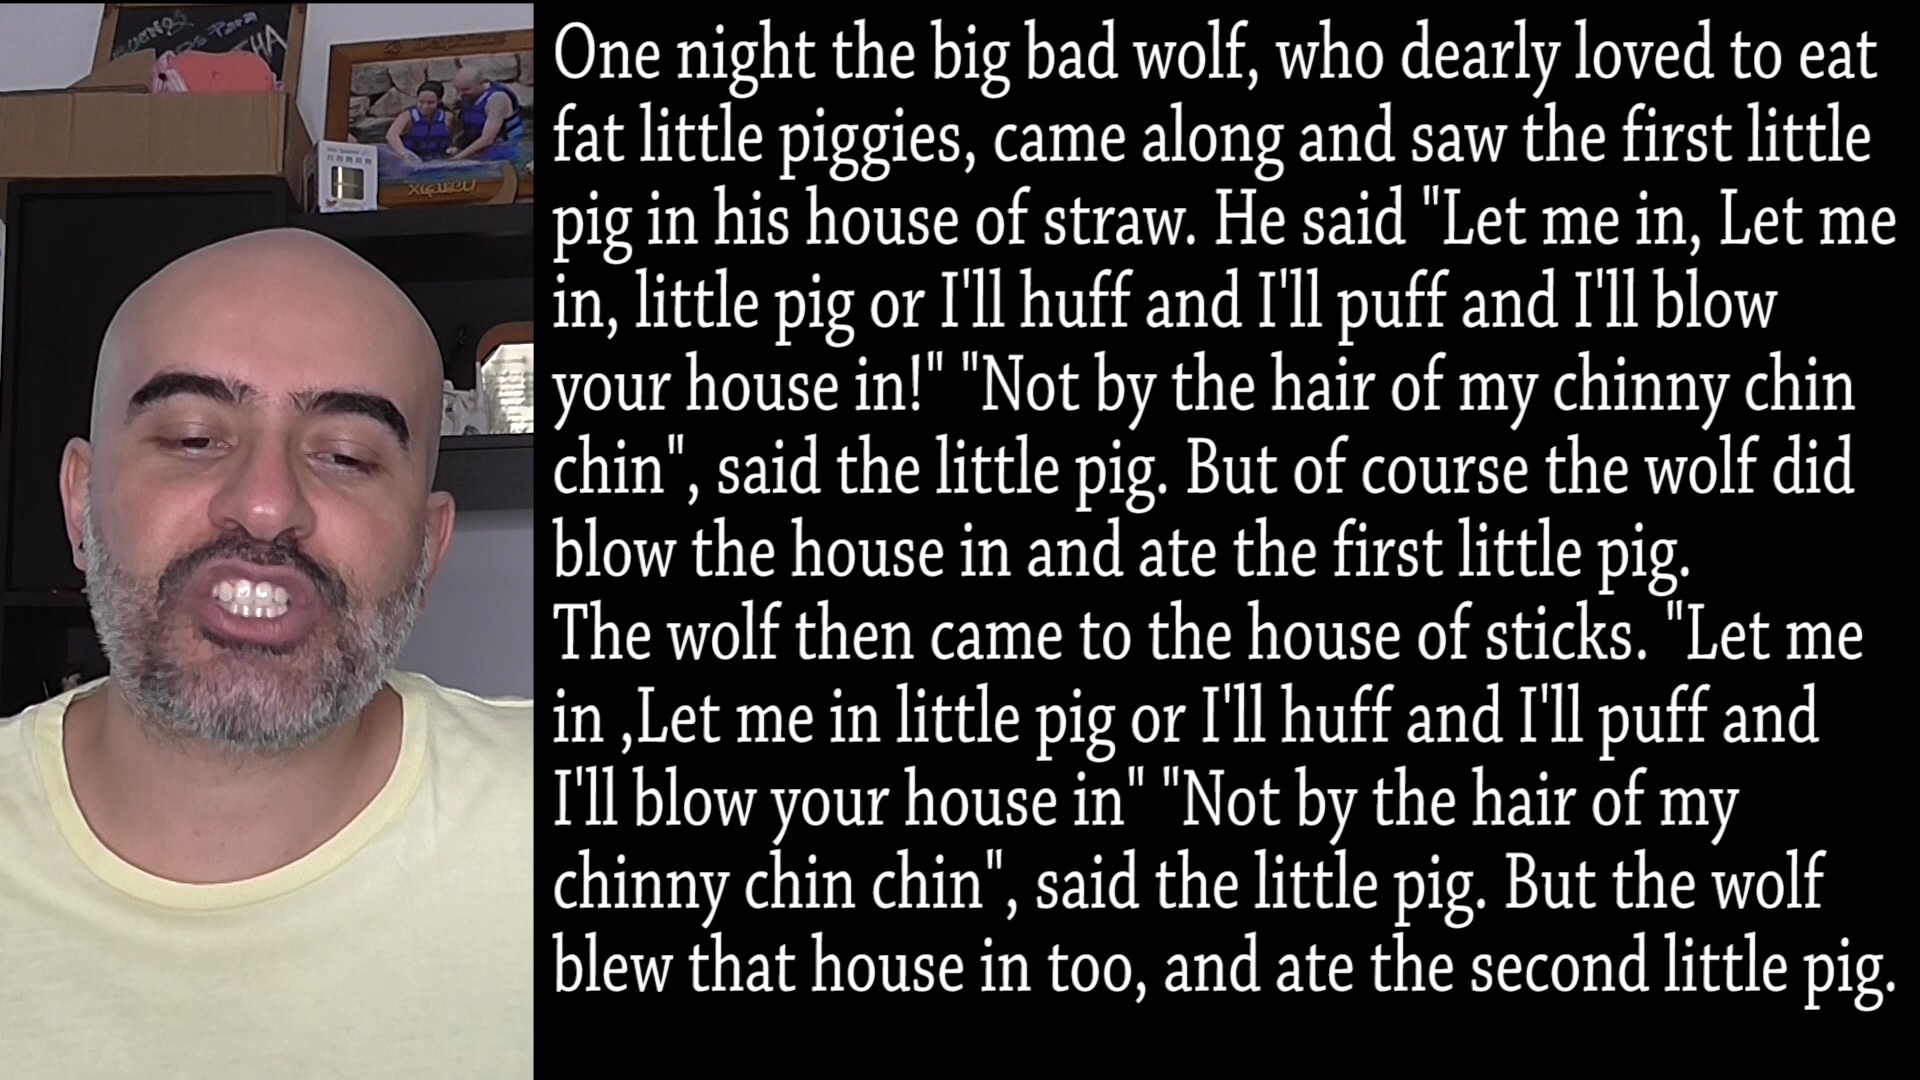 One night the big bad wolf, who dearly loved to eat
fat little piggies, came along and saw the first little
pig in his house of straw. He said "Let me in, Let me
in, little pig or I'll huff and I'll puff and I'll blow
your house in!" "Not by the hair of my chinny chin
chin", said the little pig. But of course the wolf did
blow the house in and ate the first little pig.
The wolf then came to the house of sticks. "Let me
in ,Let me in little pig or I'll huff and I'll puff and
I'll blow your house in" "Not by the hair of my
chinny chin chin", said the little pig. But the wolf
blew that house in too, and ate the second little pig.